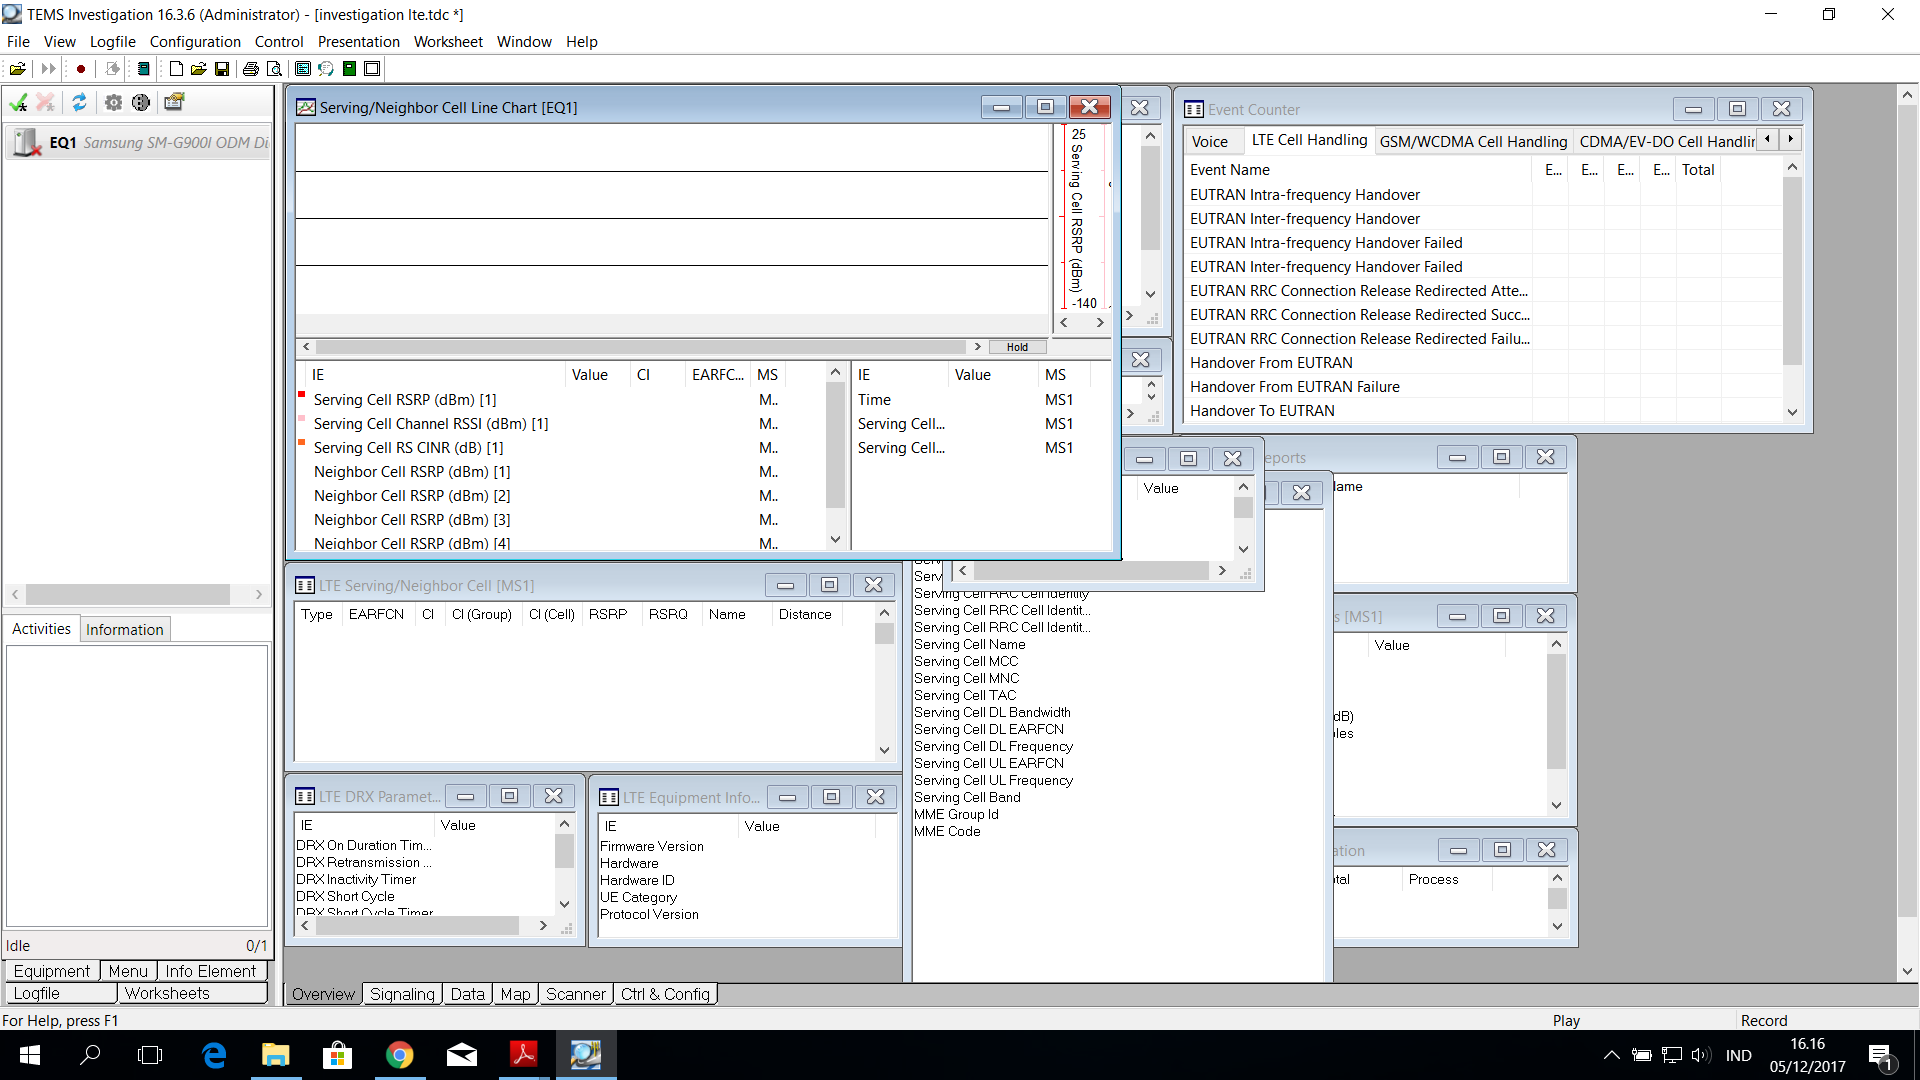 TEMS Investigation 16.3.6 (Administrator) - [investigation lte.tdc *]
File View Logfile Configuration Control Presentation Worksheet Window Help
EQ1 Samsung SM-G900I ODM Di
Activities Information
Idle 0/1
Equipment Menu Info Element
Logfile Worksheets
Serving/Neighbor Cell Line Chart [EQ1]
25
Serving Cell RSRP (dBm)
-140
Hold
IE Value CI EARFC... MS
Serving Cell RSRP (dBm) [1] M..
Serving Cell Channel RSSI (dBm) [1] M..
Serving Cell RS CINR (dB) [1] M..
Neighbor Cell RSRP (dBm) [1] M..
Neighbor Cell RSRP (dBm) [2] M..
Neighbor Cell RSRP (dBm) [3] M..
Neighbor Cell RSRP (dBm) [4] M..
IE Value MS
Time MS1
Serving Cell... MS1
Serving Cell... MS1
Event Counter
Voice LTE Cell Handling GSM/WCDMA Cell Handling CDMA/EV-DO Cell Handlin
Event Name E... E... E... E... Total
EUTRAN Intra-frequency Handover
EUTRAN Inter-frequency Handover
EUTRAN Intra-frequency Handover Failed
EUTRAN Inter-frequency Handover Failed
EUTRAN RRC Connection Release Redirected Atte...
EUTRAN RRC Connection Release Redirected Succ...
EUTRAN RRC Connection Release Redirected Failu...
Handover From EUTRAN
Handover From EUTRAN Failure
Handover To EUTRAN
Value
eports
lame
LTE Serving/Neighbor Cell [MS1]
Type EARFCN CI CI (Group) CI (Cell) RSRP RSRQ Name Distance
Serving Cell RRC Cell Identity
Serving Cell RRC Cell Identit...
Serving Cell RRC Cell Identit...
Serving Cell Name
Serving Cell MCC
Serving Cell MNC
Serving Cell TAC
Serving Cell DL Bandwidth
Serving Cell DL EARFCN
Serving Cell DL Frequency
Serving Cell UL EARFCN
Serving Cell UL Frequency
Serving Cell Band
MME Group Id
MME Code
s [MS1]
Value
dB)
les
ation
tal Process
LTE DRX Paramet...
IE Value
DRX On Duration Tim...
DRX Retransmission ...
DRX Inactivity Timer
DRX Short Cycle
DRX Short Cycle Timer
LTE Equipment Info...
IE Value
Firmware Version
Hardware
Hardware ID
UE Category
Protocol Version
Overview Signaling Data Map Scanner Ctrl & Config
For Help, press F1 Play Record
IND
16.16
05/12/2017
1